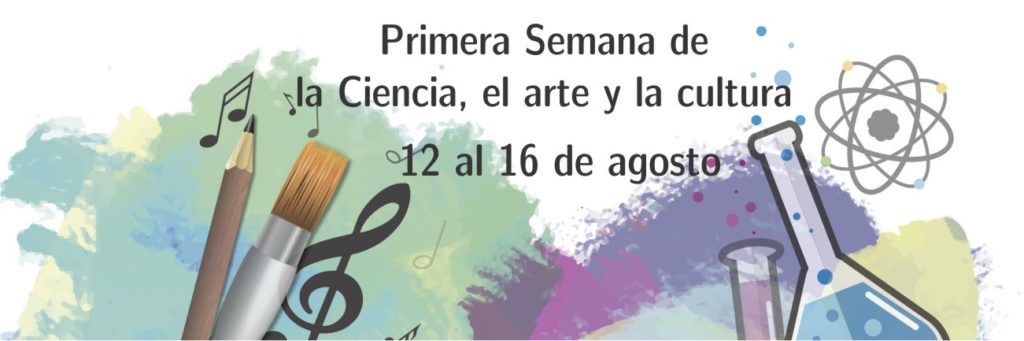 Primera Semana de
la Ciencia, el arte y la cultura
12 al 16 de agosto